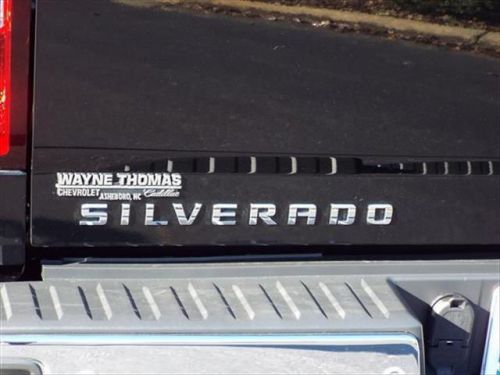 WAYNE THOMAS
CHEVROLET Cadillac
ASHEBORO, NC
SILVERADO